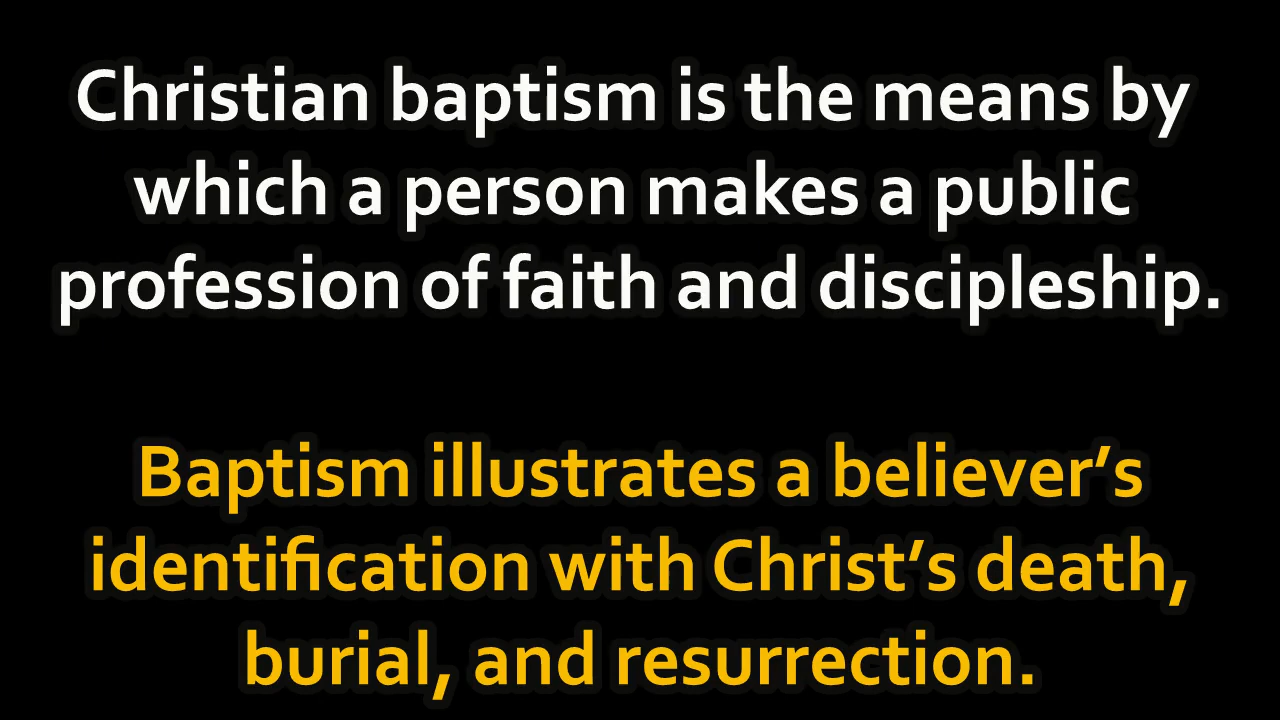 Christian baptism is the means by
which a person makes a public
profession of faith and discipleship.
Baptism illustrates a believer’s
identification with Christ’s death,
burial, and resurrection.